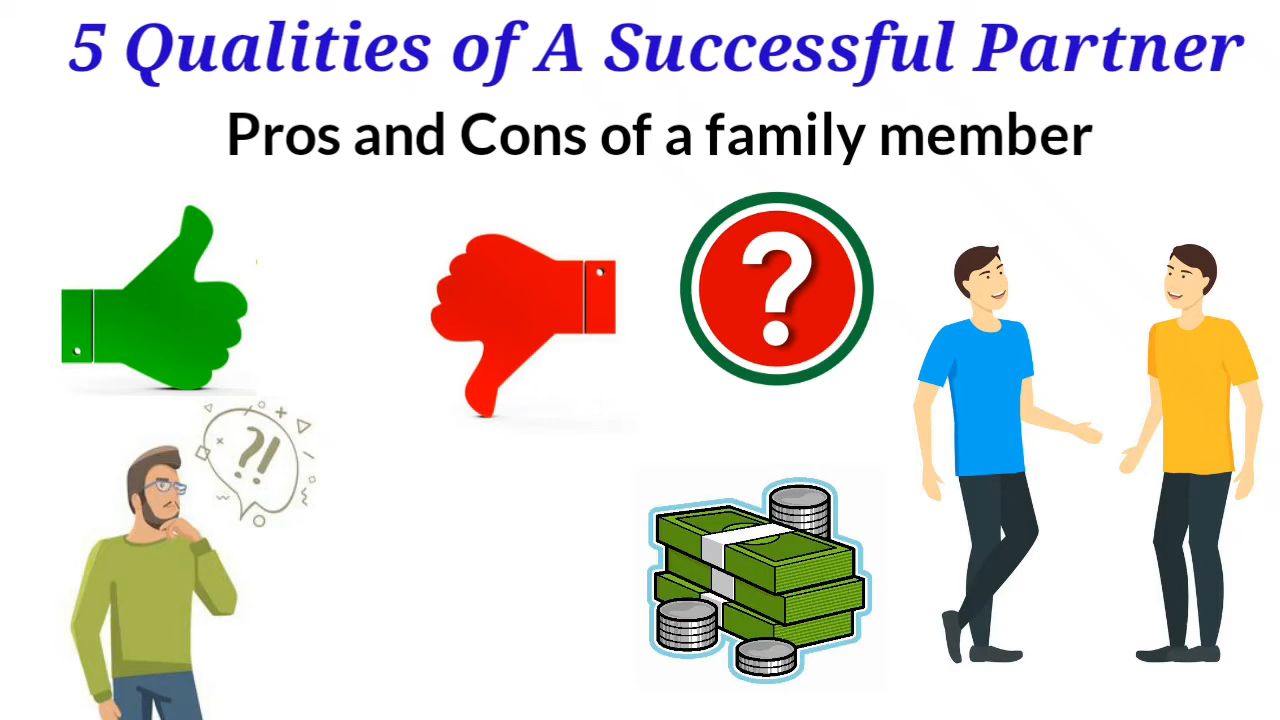 5 Qualities of A Successful Partner
Pros and Cons of a family member
?
?!